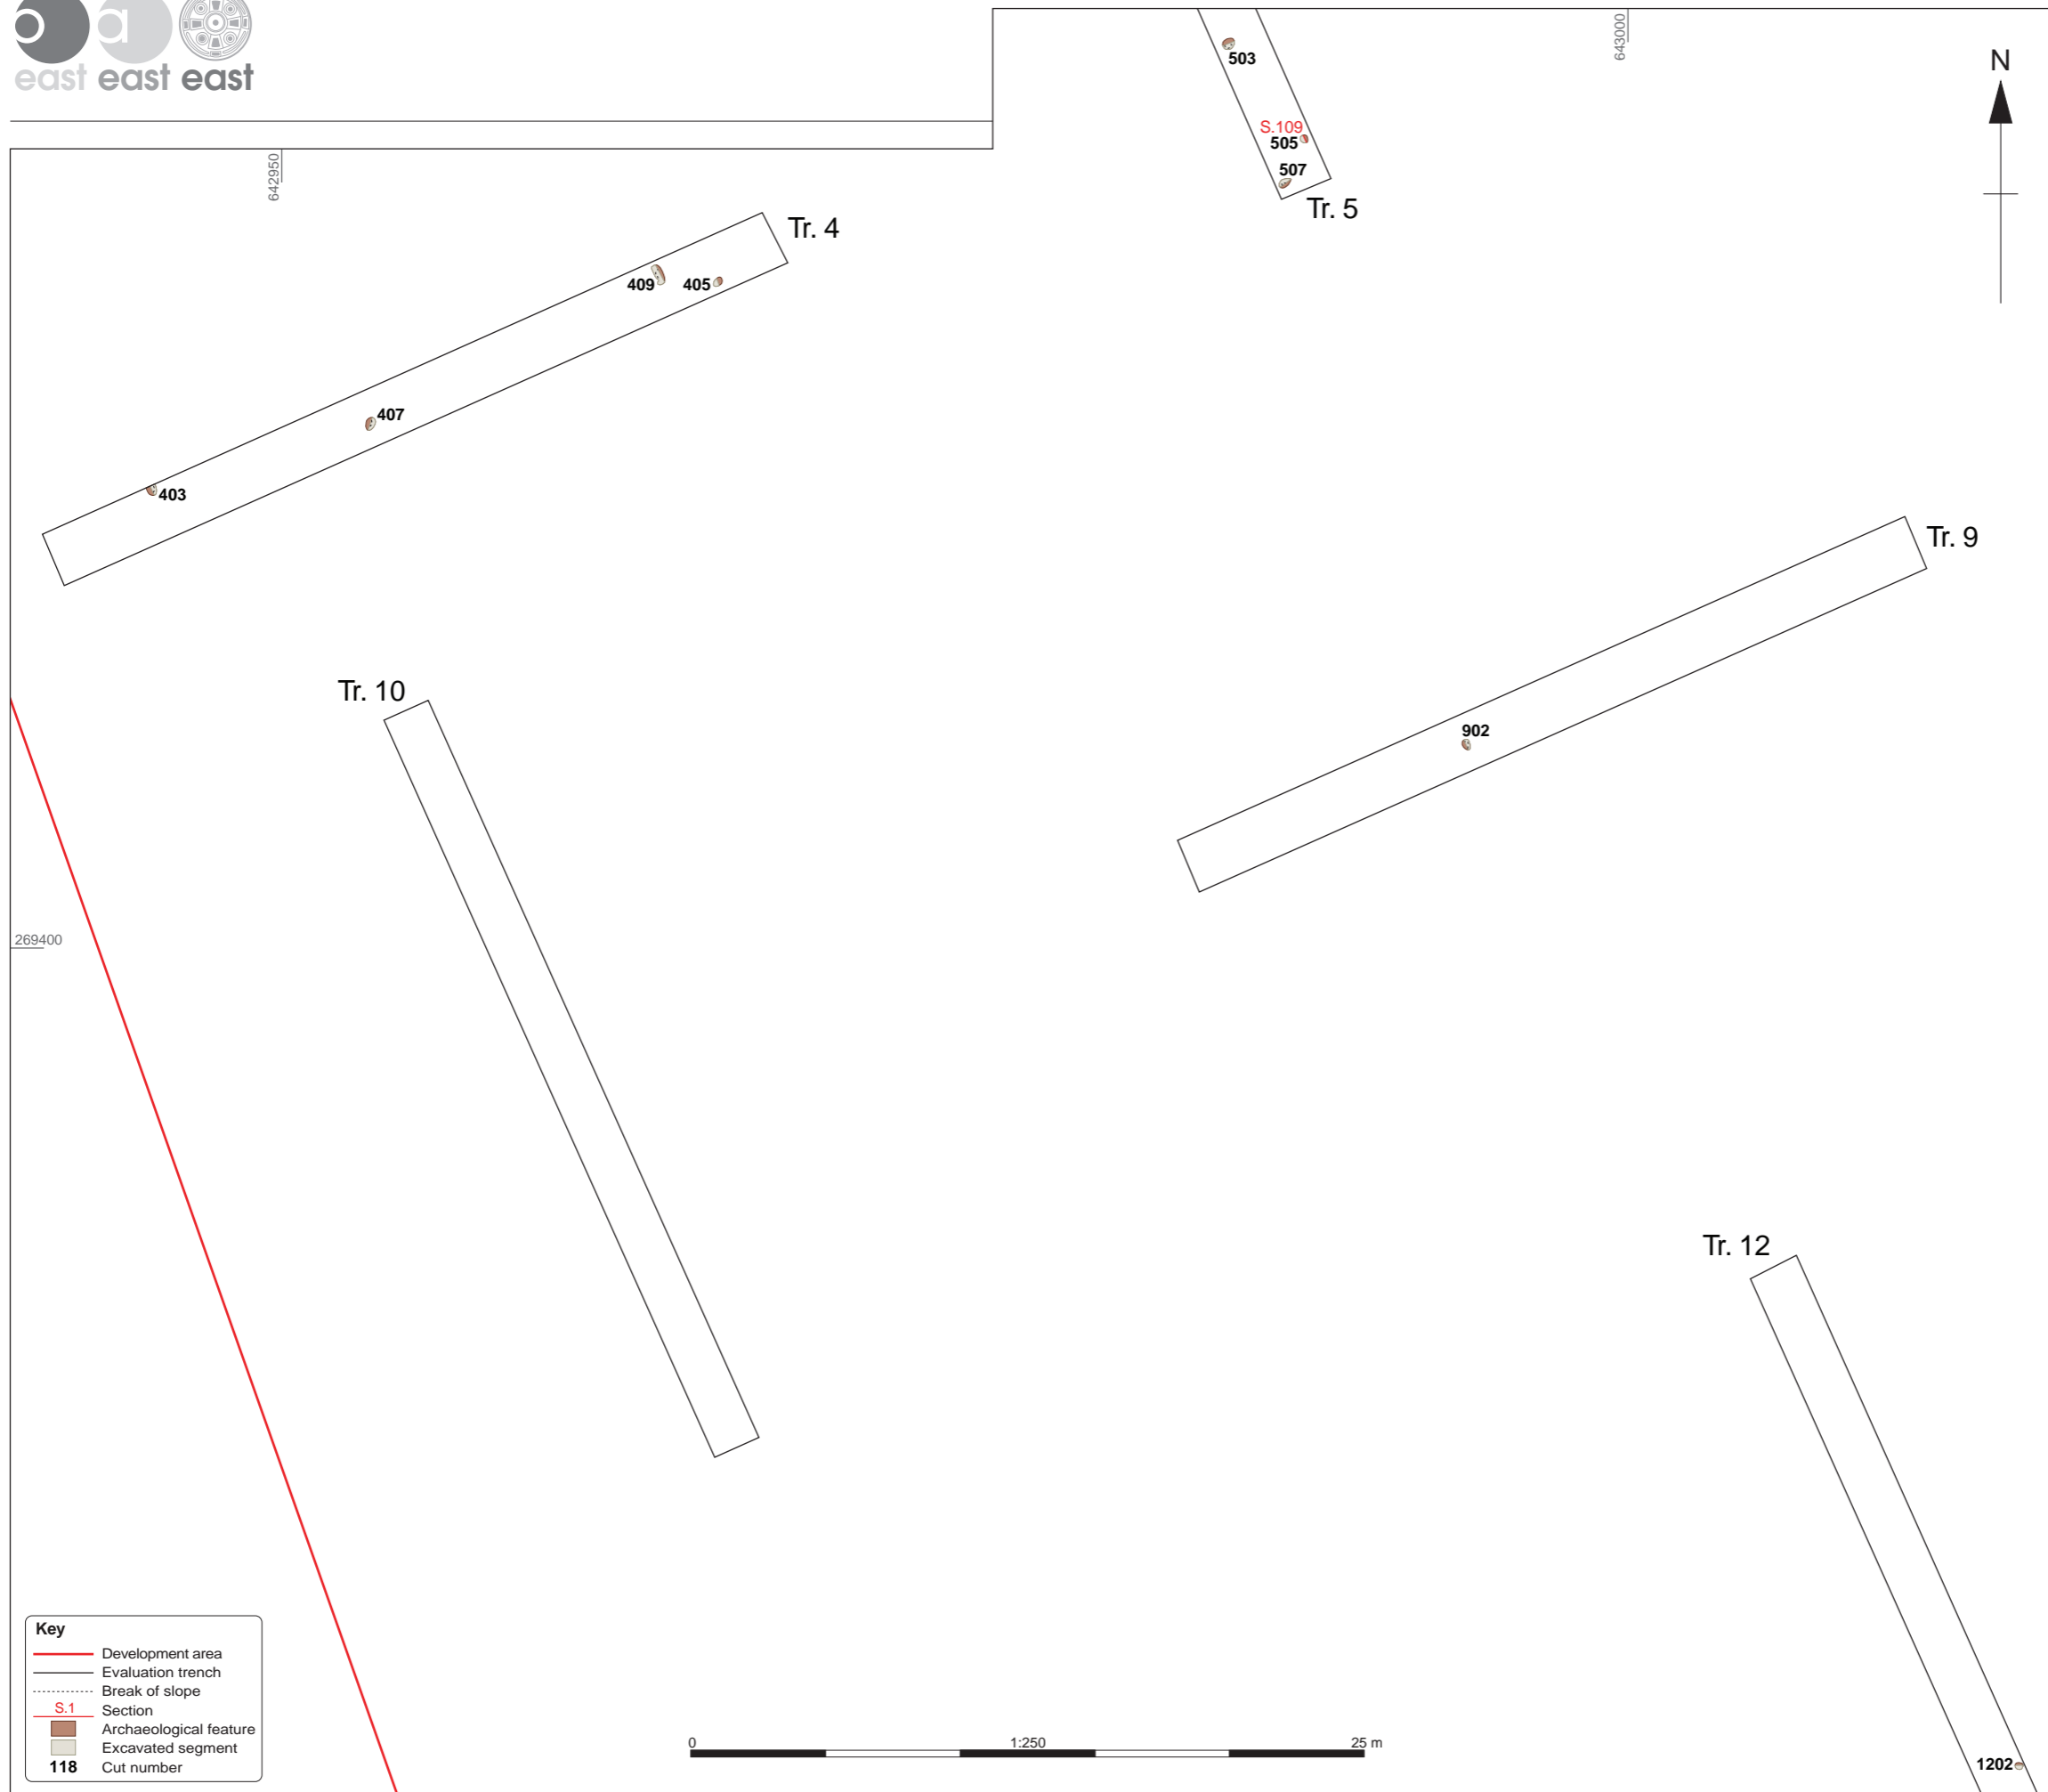 east east east
643000
N
503
S.109
505
507
Tr. 5
642950
Tr. 4
409
405
407
403
Tr. 9
902
Tr. 10
269400
Tr. 12
1202
Key
Development area
Evaluation trench
Break of slope
S.1 Section
Archaeological feature
Excavated segment
118 Cut number
0 1:250 25 m